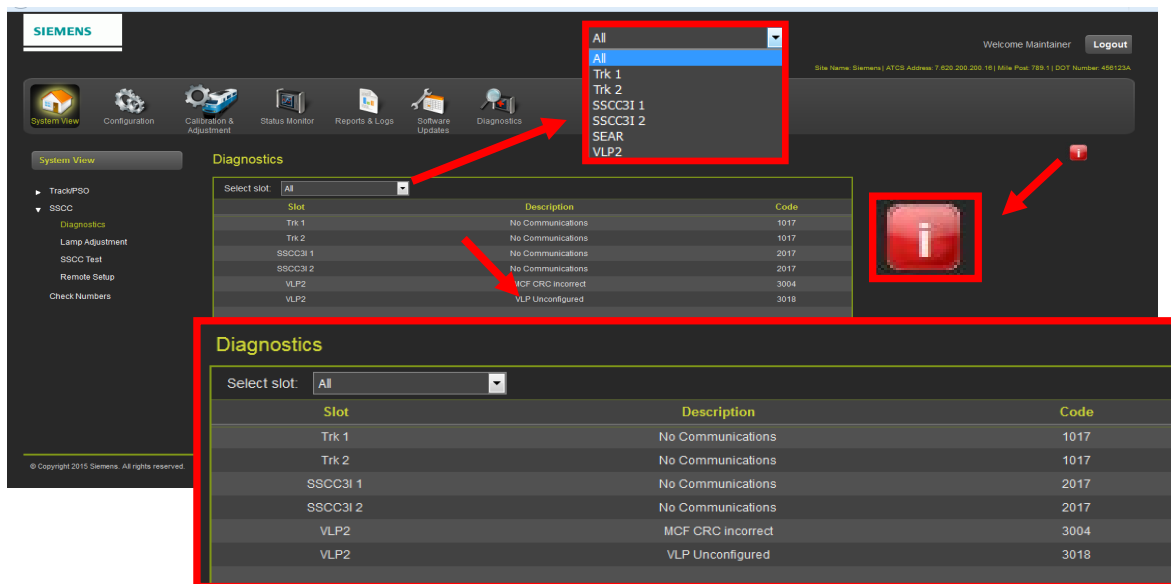 SIEMENS
Welcome Maintainer
Logout
Site Name: Siemens | ATCS Address: 7.620.200.200.16 | Mile Post: 789.1 | DOT Number: 456123A
System View
Configuration
Calibration &
Adjustment
Status Monitor
Reports & Logs
Software
Updates
Diagnostics
All
All
Trk 1
Trk 2
SSCC3I 1
SSCC3I 2
SEAR
VLP2
System View
Track/PSO
SSCC
Diagnostics
Lamp Adjustment
SSCC Test
Remote Setup
Check Numbers
Diagnostics
Select slot: All
Slot Description Code
Trk 1 No Communications 1017
Trk 2 No Communications 1017
SSCC3I 1 No Communications 2017
SSCC3I 2 No Communications 2017
VLP2 MCF CRC incorrect 3004
VLP2 VLP Unconfigured 3018
i
i
Diagnostics
Select slot: All
Slot Description Code
Trk 1 No Communications 1017
Trk 2 No Communications 1017
SSCC3I 1 No Communications 2017
SSCC3I 2 No Communications 2017
VLP2 MCF CRC incorrect 3004
VLP2 VLP Unconfigured 3018
© Copyright 2015 Siemens. All rights reserved.